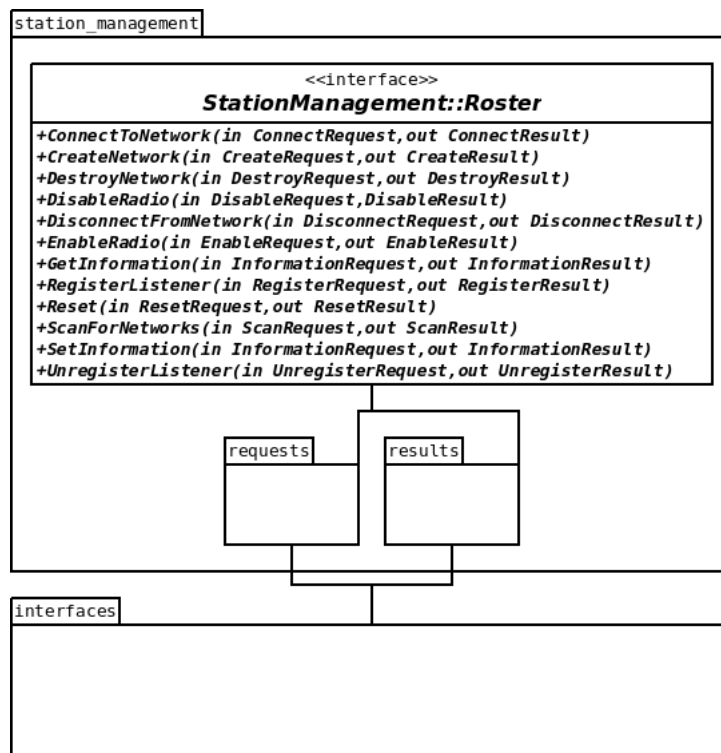 station_management
<<interface>>
StationManagement::Roster
+ConnectToNetwork(in ConnectRequest,out ConnectResult)
+CreateNetwork(in CreateRequest,out CreateResult)
+DestroyNetwork(in DestroyRequest,out DestroyResult)
+DisableRadio(in DisableRequest,DisableResult)
+DisconnectFromNetwork(in DisconnectRequest,out DisconnectResult)
+EnableRadio(in EnableRequest,out EnableResult)
+GetInformation(in InformationRequest,out InformationResult)
+RegisterListener(in RegisterRequest,out RegisterResult)
+Reset(in ResetRequest,out ResetResult)
+ScanForNetworks(in ScanRequest,out ScanResult)
+SetInformation(in InformationRequest,out InformationResult)
+UnregisterListener(in UnregisterRequest,out UnregisterResult)
requests
results
interfaces